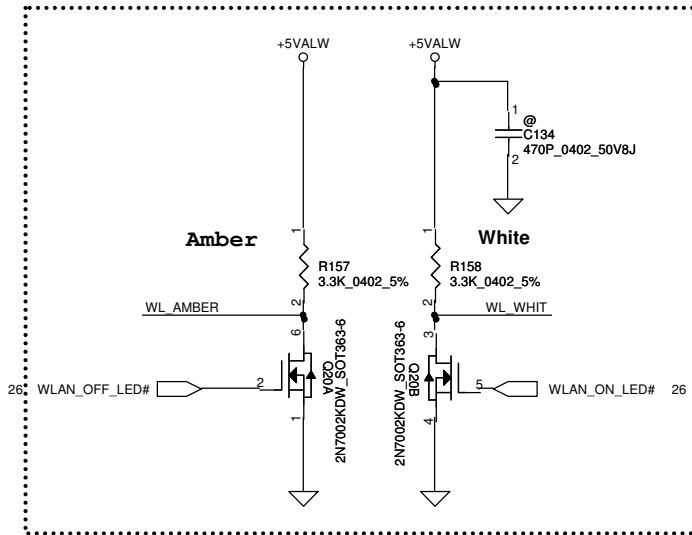 +5VALW
+5VALW
1
@
C134
470P_0402_50V8J
2
Amber
White
1
1
R157
3.3K_0402_5%
R158
3.3K_0402_5%
2
2
WL_AMBER
WL_WHIT
6
3
26 WLAN_OFF_LED#
2
Q20A
2N7002KDW_SOT363-6
Q20B
2N7002KDW_SOT363-6
5
WLAN_ON_LED# 26
1
4